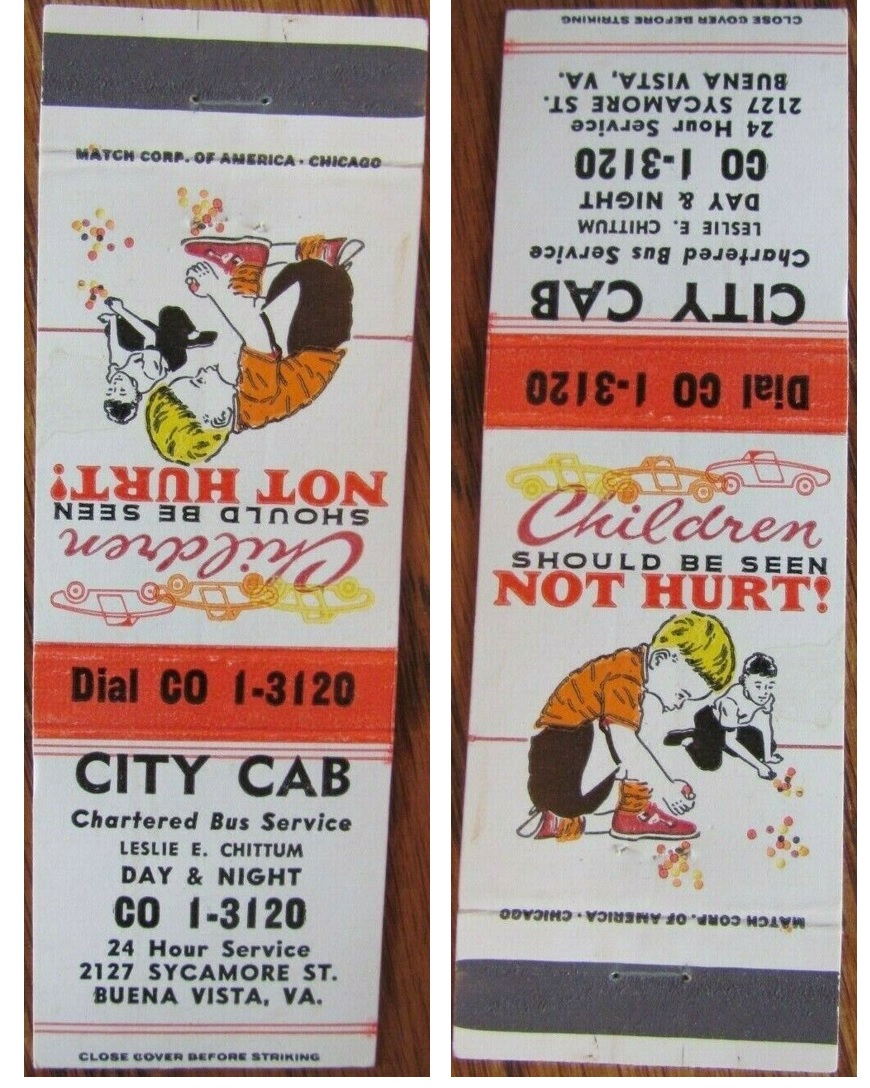 MATCH CORP. OF AMERICA · CHICAGO
Children
SHOULD BE SEEN
NOT HURT!
Dial CO 1-3120
CITY CAB
Chartered Bus Service
LESLIE E. CHITTUM
DAY & NIGHT
CO 1-3120
24 Hour Service
2127 SYCAMORE ST.
BUENA VISTA, VA.
CLOSE COVER BEFORE STRIKING
CLOSE COVER BEFORE STRIKING
CITY CAB
Chartered Bus Service
LESLIE E. CHITTUM
DAY & NIGHT
CO 1-3120
24 Hour Service
2127 SYCAMORE ST.
BUENA VISTA, VA.
Dial CO 1-3120
Children
SHOULD BE SEEN
NOT HURT!
MATCH CORP. OF AMERICA · CHICAGO